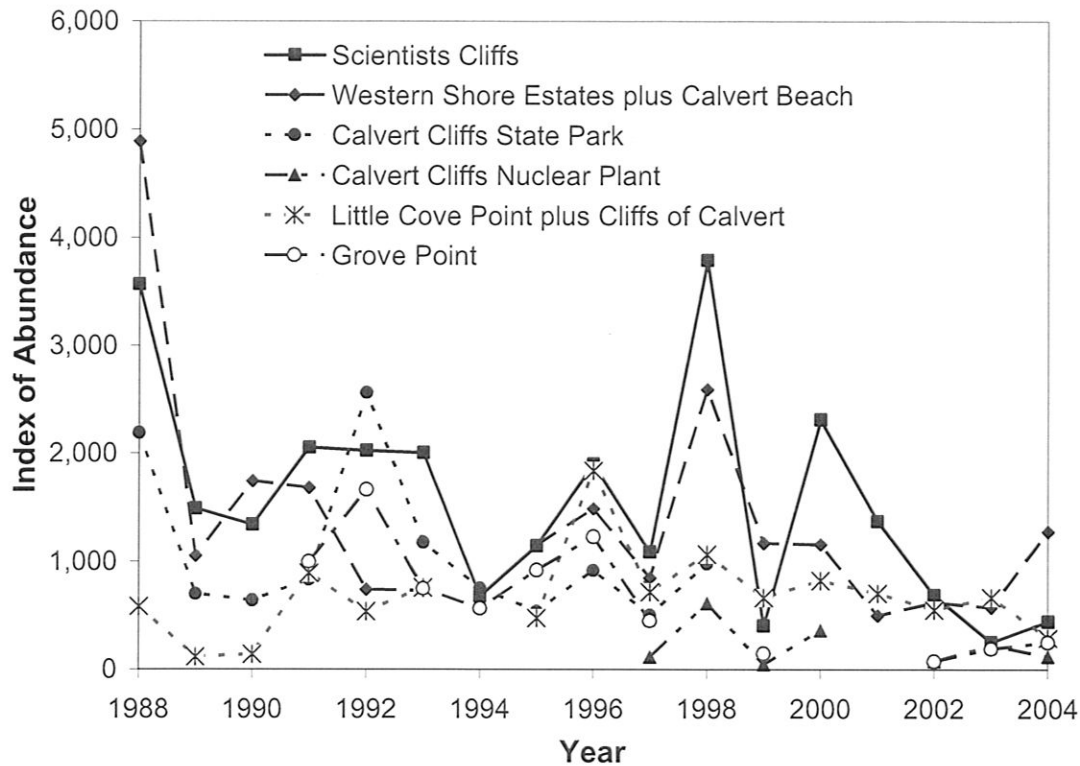 6,000
5,000
4,000
3,000
2,000
1,000
0
Index of Abundance
Scientists Cliffs
Western Shore Estates plus Calvert Beach
Calvert Cliffs State Park
Calvert Cliffs Nuclear Plant
Little Cove Point plus Cliffs of Calvert
Grove Point
1988 1990 1992 1994 1996 1998 2000 2002 2004
Year